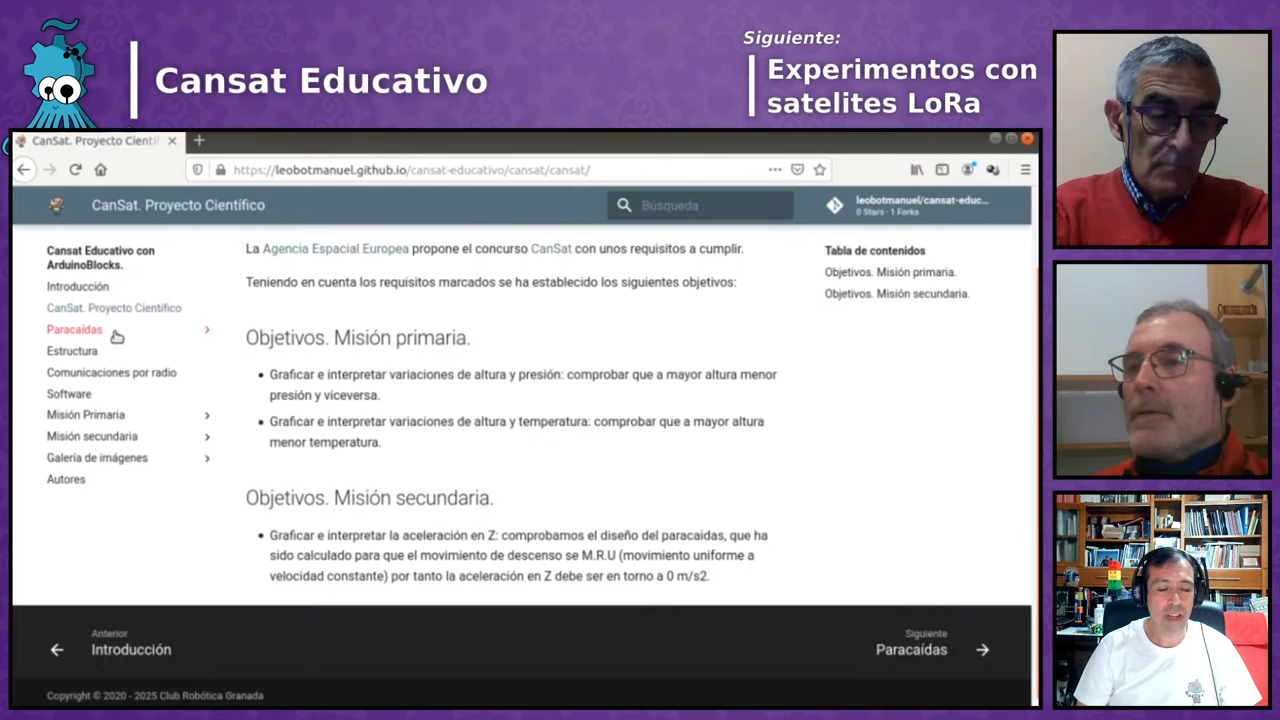 Cansat Educativo
Siguiente:
Experimentos con
satelites LoRa
CanSat. Proyecto Cientí
https://leobotmanuel.github.io/cansat-educativo/cansat/cansat/
CanSat. Proyecto Científico
Búsqueda
leobotmanuel/cansat-educ...
0 Stars · 1 Forks
Cansat Educativo con
ArduinoBlocks.
Introducción
CanSat. Proyecto Científico
Paracaídas
Estructura
Comunicaciones por radio
Software
Misión Primaria
Misión secundaria
Galería de imágenes
Autores
La Agencia Espacial Europea propone el concurso CanSat con unos requisitos a cumplir.
Teniendo en cuenta los requisitos marcados se ha establecido los siguientes objetivos:
Objetivos. Misión primaria.
• Graficar e interpretar variaciones de altura y presión: comprobar que a mayor altura menor
presión y viceversa.
• Graficar e interpretar variaciones de altura y temperatura: comprobar que a mayor altura
menor temperatura.
Objetivos. Misión secundaria.
• Graficar e interpretar la aceleración en Z: comprobamos el diseño del paracaidas, que ha
sido calculado para que el movimiento de descenso se M.R.U (movimiento uniforme a
velocidad constante) por tanto la aceleración en Z debe ser en torno a 0 m/s2.
Tabla de contenidos
Objetivos. Misión primaria.
Objetivos. Misión secundaria.
Anterior
Introducción
Siguiente
Paracaídas
Copyright © 2020 - 2025 Club Robótica Granada